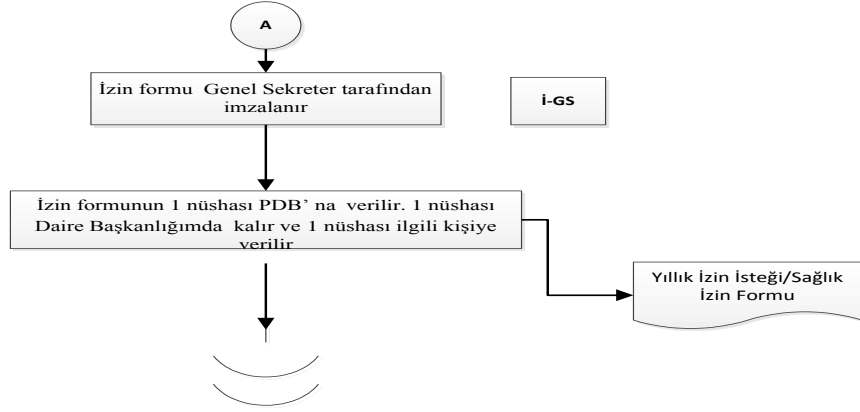 A
İzin formu Genel Sekreter tarafından
imzalanır
İ-GS
İzin formunun 1 nüshası PDB’ na verilir. 1 nüshası
Daire Başkanlığımda kalır ve 1 nüshası ilgili kişiye
verilir
Yıllık İzin İsteği/Sağlık
İzin Formu